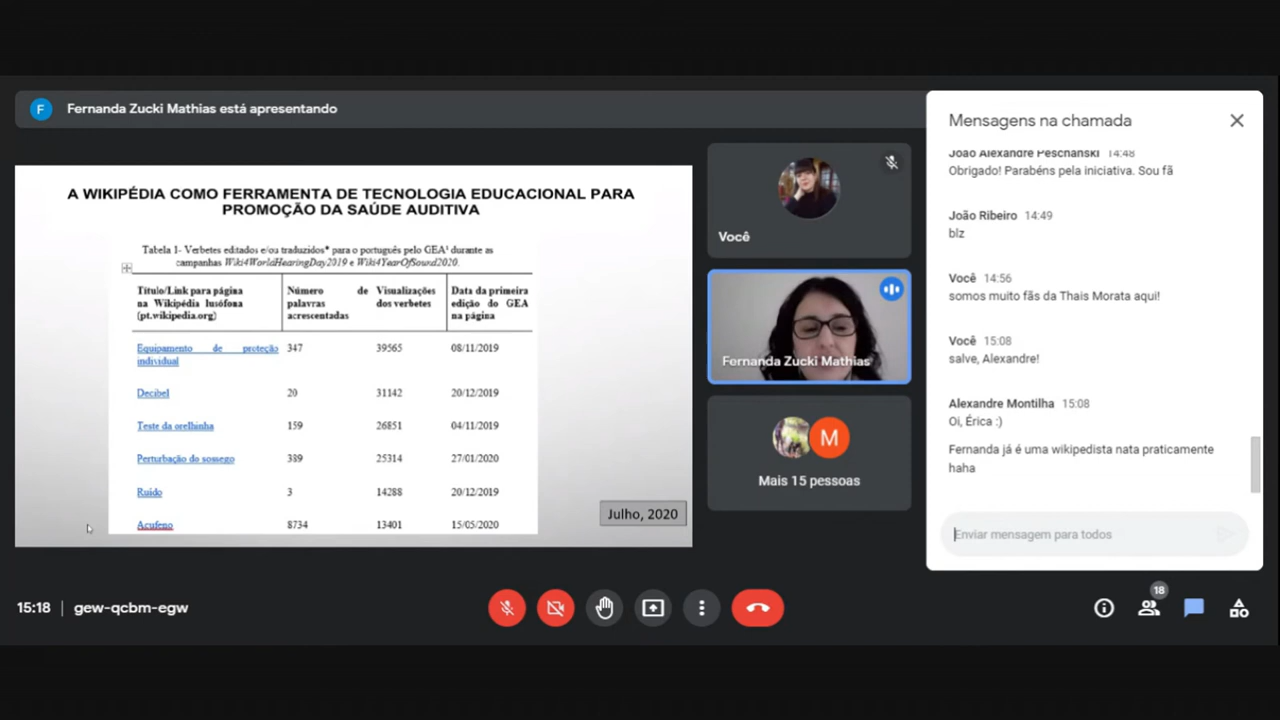 F
Fernanda Zucki Mathias está apresentando
A WIKIPÉDIA COMO FERRAMENTA DE TECNOLOGIA EDUCACIONAL PARA
PROMOÇÃO DA SAÚDE AUDITIVA
Tabela 1- Verbetes editados e/ou traduzidos* para o português pelo GEA¹ durante as
campanhas Wiki4WorldHearingDay2019 e Wiki4YearOfSound2020.
Título/Link para página na Wikipédia lusófona (pt.wikipedia.org) Número de palavras acrescentadas Visualizações dos verbetes Data da primeira edição do GEA na página
Equipamento de proteção individual 347 39565 08/11/2019
Decibel 20 31142 20/12/2019
Teste da orelhinha 159 26851 04/11/2019
Perturbação do sossego 389 25314 27/01/2020
Ruído 3 14288 20/12/2019
Acufeno 8734 13401 15/05/2020
Julho, 2020
Você
Fernanda Zucki Mathias
M
Mais 15 pessoas
Mensagens na chamada
João Alexandre Peschanski 14:48
Obrigado! Parabéns pela iniciativa. Sou fã
João Ribeiro 14:49
blz
Você 14:56
somos muito fãs da Thais Morata aqui!
Você 15:08
salve, Alexandre!
Alexandre Montilha 15:08
Oi, Érica :)
Fernanda já é uma wikipedista nata praticamente
haha
Enviar mensagem para todos
15:18 | gew-qcbm-egw
18